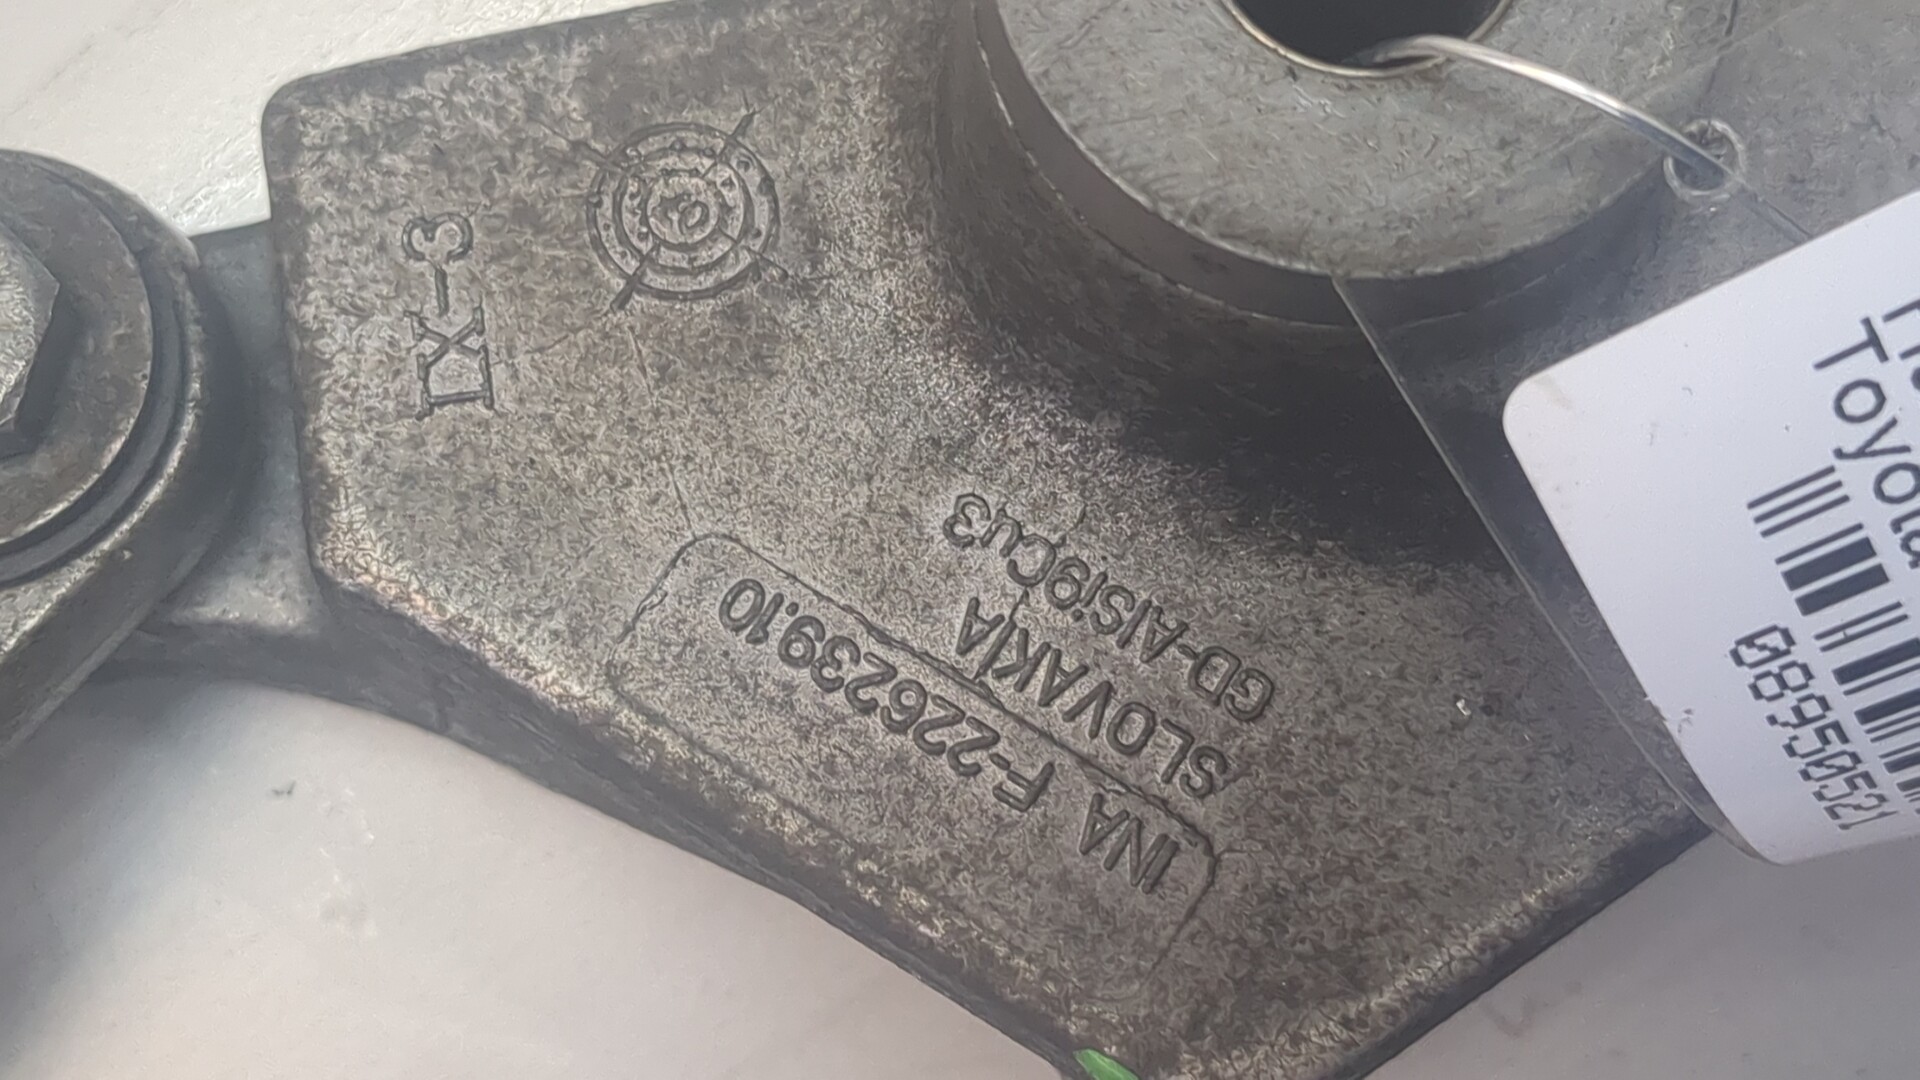 IX-3
INA F-226239.10
SLOVAKIA
GD-AlSi9Cu3
Toyota
08950521